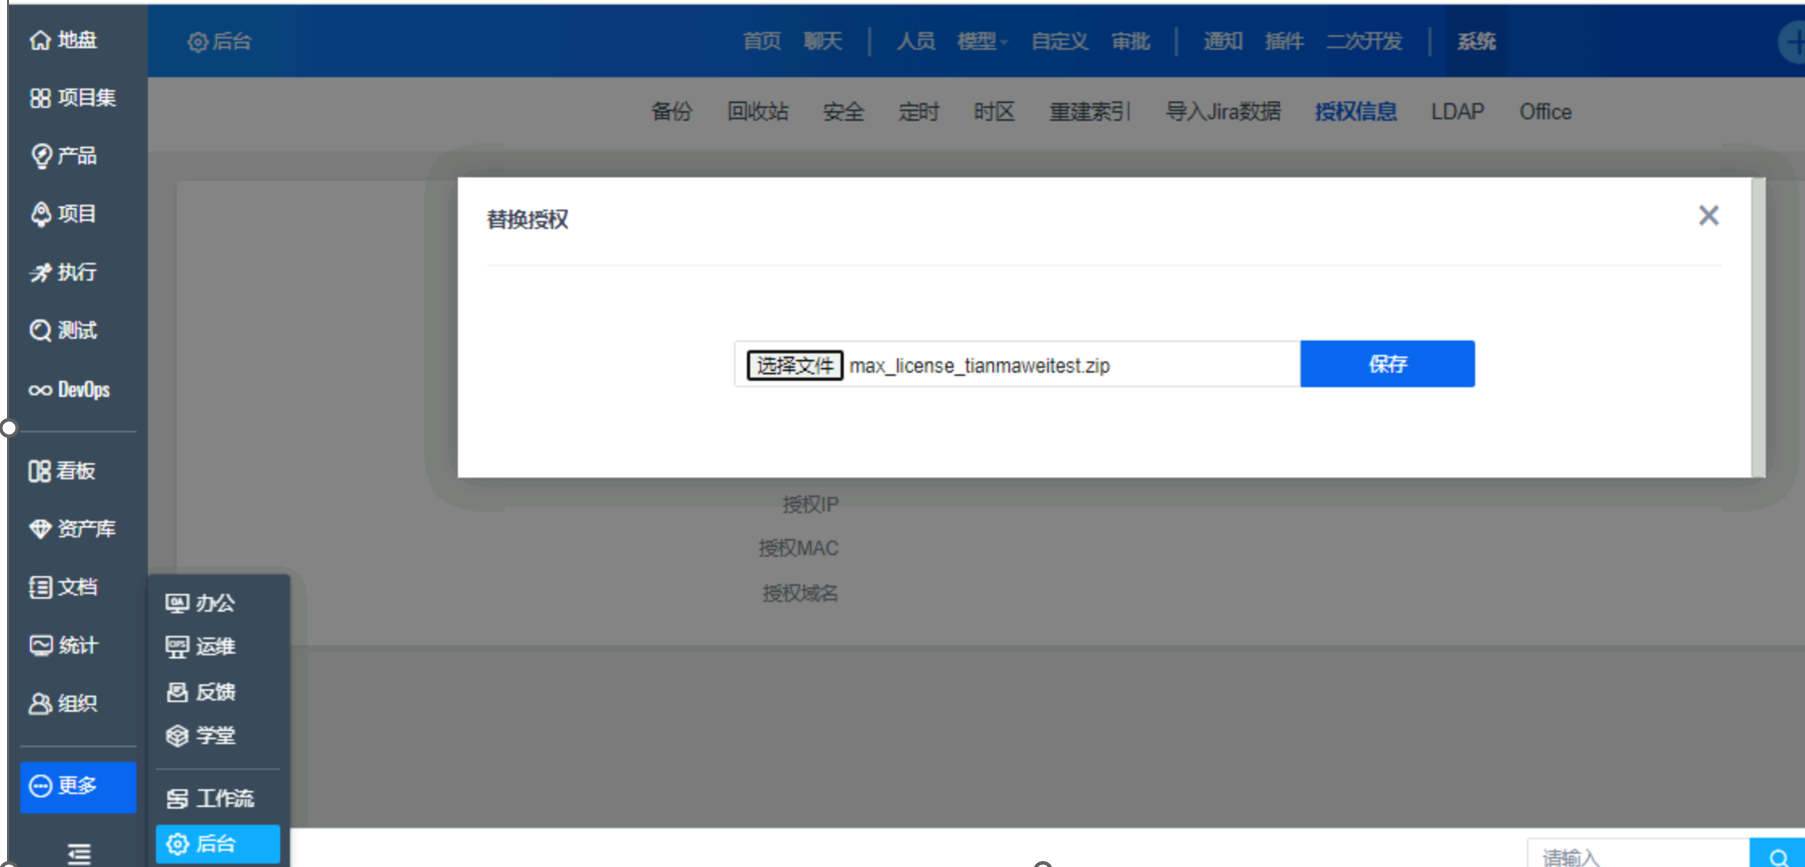 地盘
项目集
产品
项目
执行
测试
DevOps
看板
资产库
文档
统计
组织
更多
后台
首页 聊天 人员 模型 自定义 审批 通知 插件 二次开发 系统
备份 回收站 安全 定时 时区 重建索引 导入Jira数据 授权信息 LDAP Office
替换授权
选择文件 max_license_tianmaweitest.zip 保存
授权IP
授权MAC
授权域名
OA 办公
OPS 运维
反馈
学堂
工作流
后台
请输入